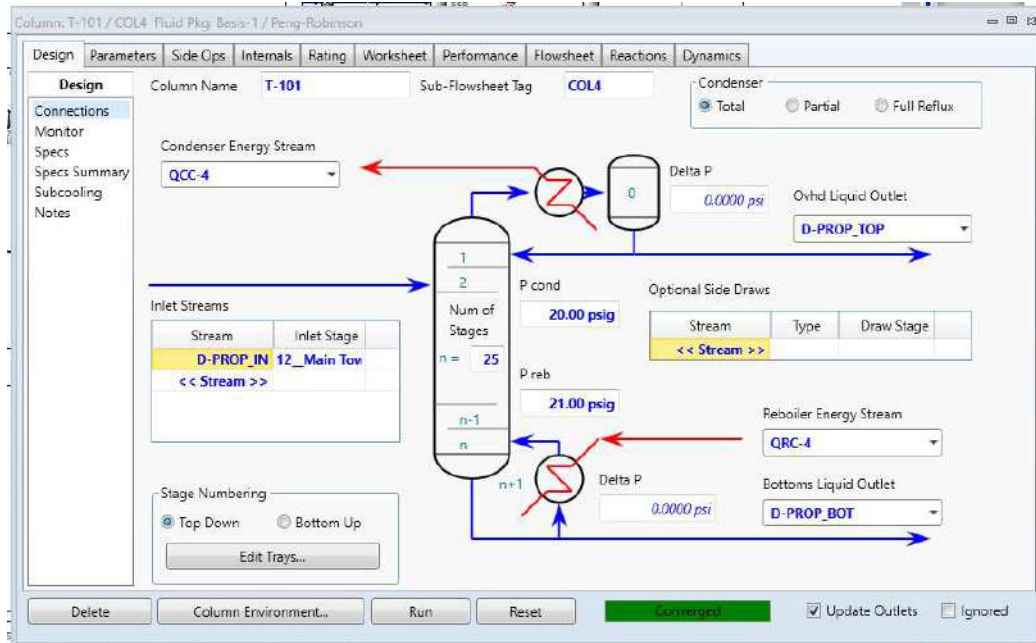 Column: T-101 / COL4 Fluid Pkg: Basis-1 / Peng-Robinson
Design Parameters Side Ops Internals Rating Worksheet Performance Flowsheet Reactions Dynamics
Design
Connections
Monitor
Specs
Specs Summary
Subcooling
Notes
Column Name T-101 Sub-Flowsheet Tag COL4
Condenser
Total Partial Full Reflux
Condenser Energy Stream
QCC-4
0
Delta P
0.0000 psi
Ovhd Liquid Outlet
D-PROP_TOP
1
2
Num of
Stages
n = 25
n-1
n
n+1
P cond
20.00 psig
P reb
21.00 psig
Inlet Streams
Stream Inlet Stage
D-PROP_IN 12__Main Tow
<< Stream >>
Optional Side Draws
Stream Type Draw Stage
<< Stream >>
Reboiler Energy Stream
QRC-4
Delta P
0.0000 psi
Bottoms Liquid Outlet
D-PROP_BOT
Stage Numbering
Top Down Bottom Up
Edit Trays...
Delete Column Environment... Run Reset Converged Update Outlets Ignored